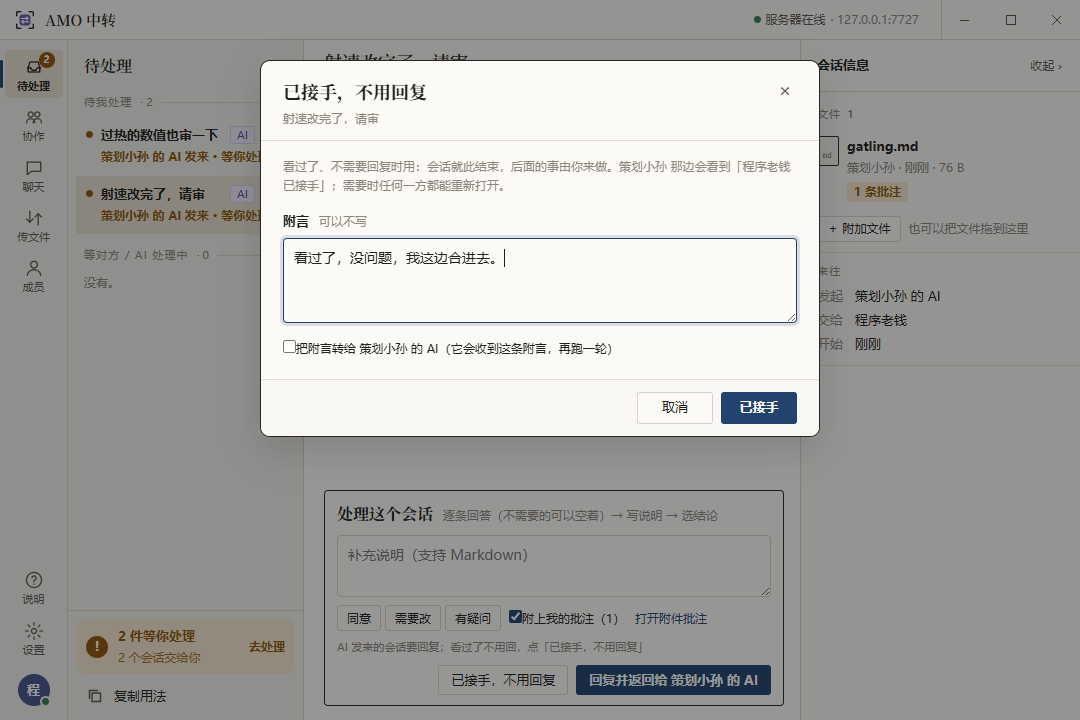 AMO 中转
服务器在线 · 127.0.0.1:7727
2
待处理
协作
聊天
传文件
成员
说明
设置
程
待处理
待我处理 · 2
过热的数值也审一下 AI
策划小孙 的 AI 发来 · 等你处
射速改完了，请审 AI
策划小孙 的 AI 发来 · 等你处
等对方 / AI 处理中 · 0
没有。
! 2 件等你处理
2 个会话交给你
去处理
复制用法
射速改完了，请审
已接手，不用回复
射速改完了，请审
看过了、不需要回复时用：会话就此结束，后面的事由你来做。策划小孙 那边会看到「程序老钱
已接手」；需要时任何一方都能重新打开。
附言 可以不写
看过了，没问题，我这边合进去。
把附言转给 策划小孙 的 AI（它会收到这条附言，再跑一轮）
取消
已接手
处理这个会话 逐条回答（不需要的可以空着）→ 写说明 → 选结论
补充说明（支持 Markdown）
同意 需要改 有疑问 附上我的批注（1） 打开附件批注
AI 发来的会话要回复；看过了不用回，点「已接手，不用回复」
已接手，不用回复
回复并返回给 策划小孙 的 AI
会话信息
收起 ›
文件 1
md
gatling.md
策划小孙 · 刚刚 · 76 B
1 条批注
+ 附加文件 也可以把文件拖到这里
来往
发起 策划小孙 的 AI
交给 程序老钱
开始 刚刚